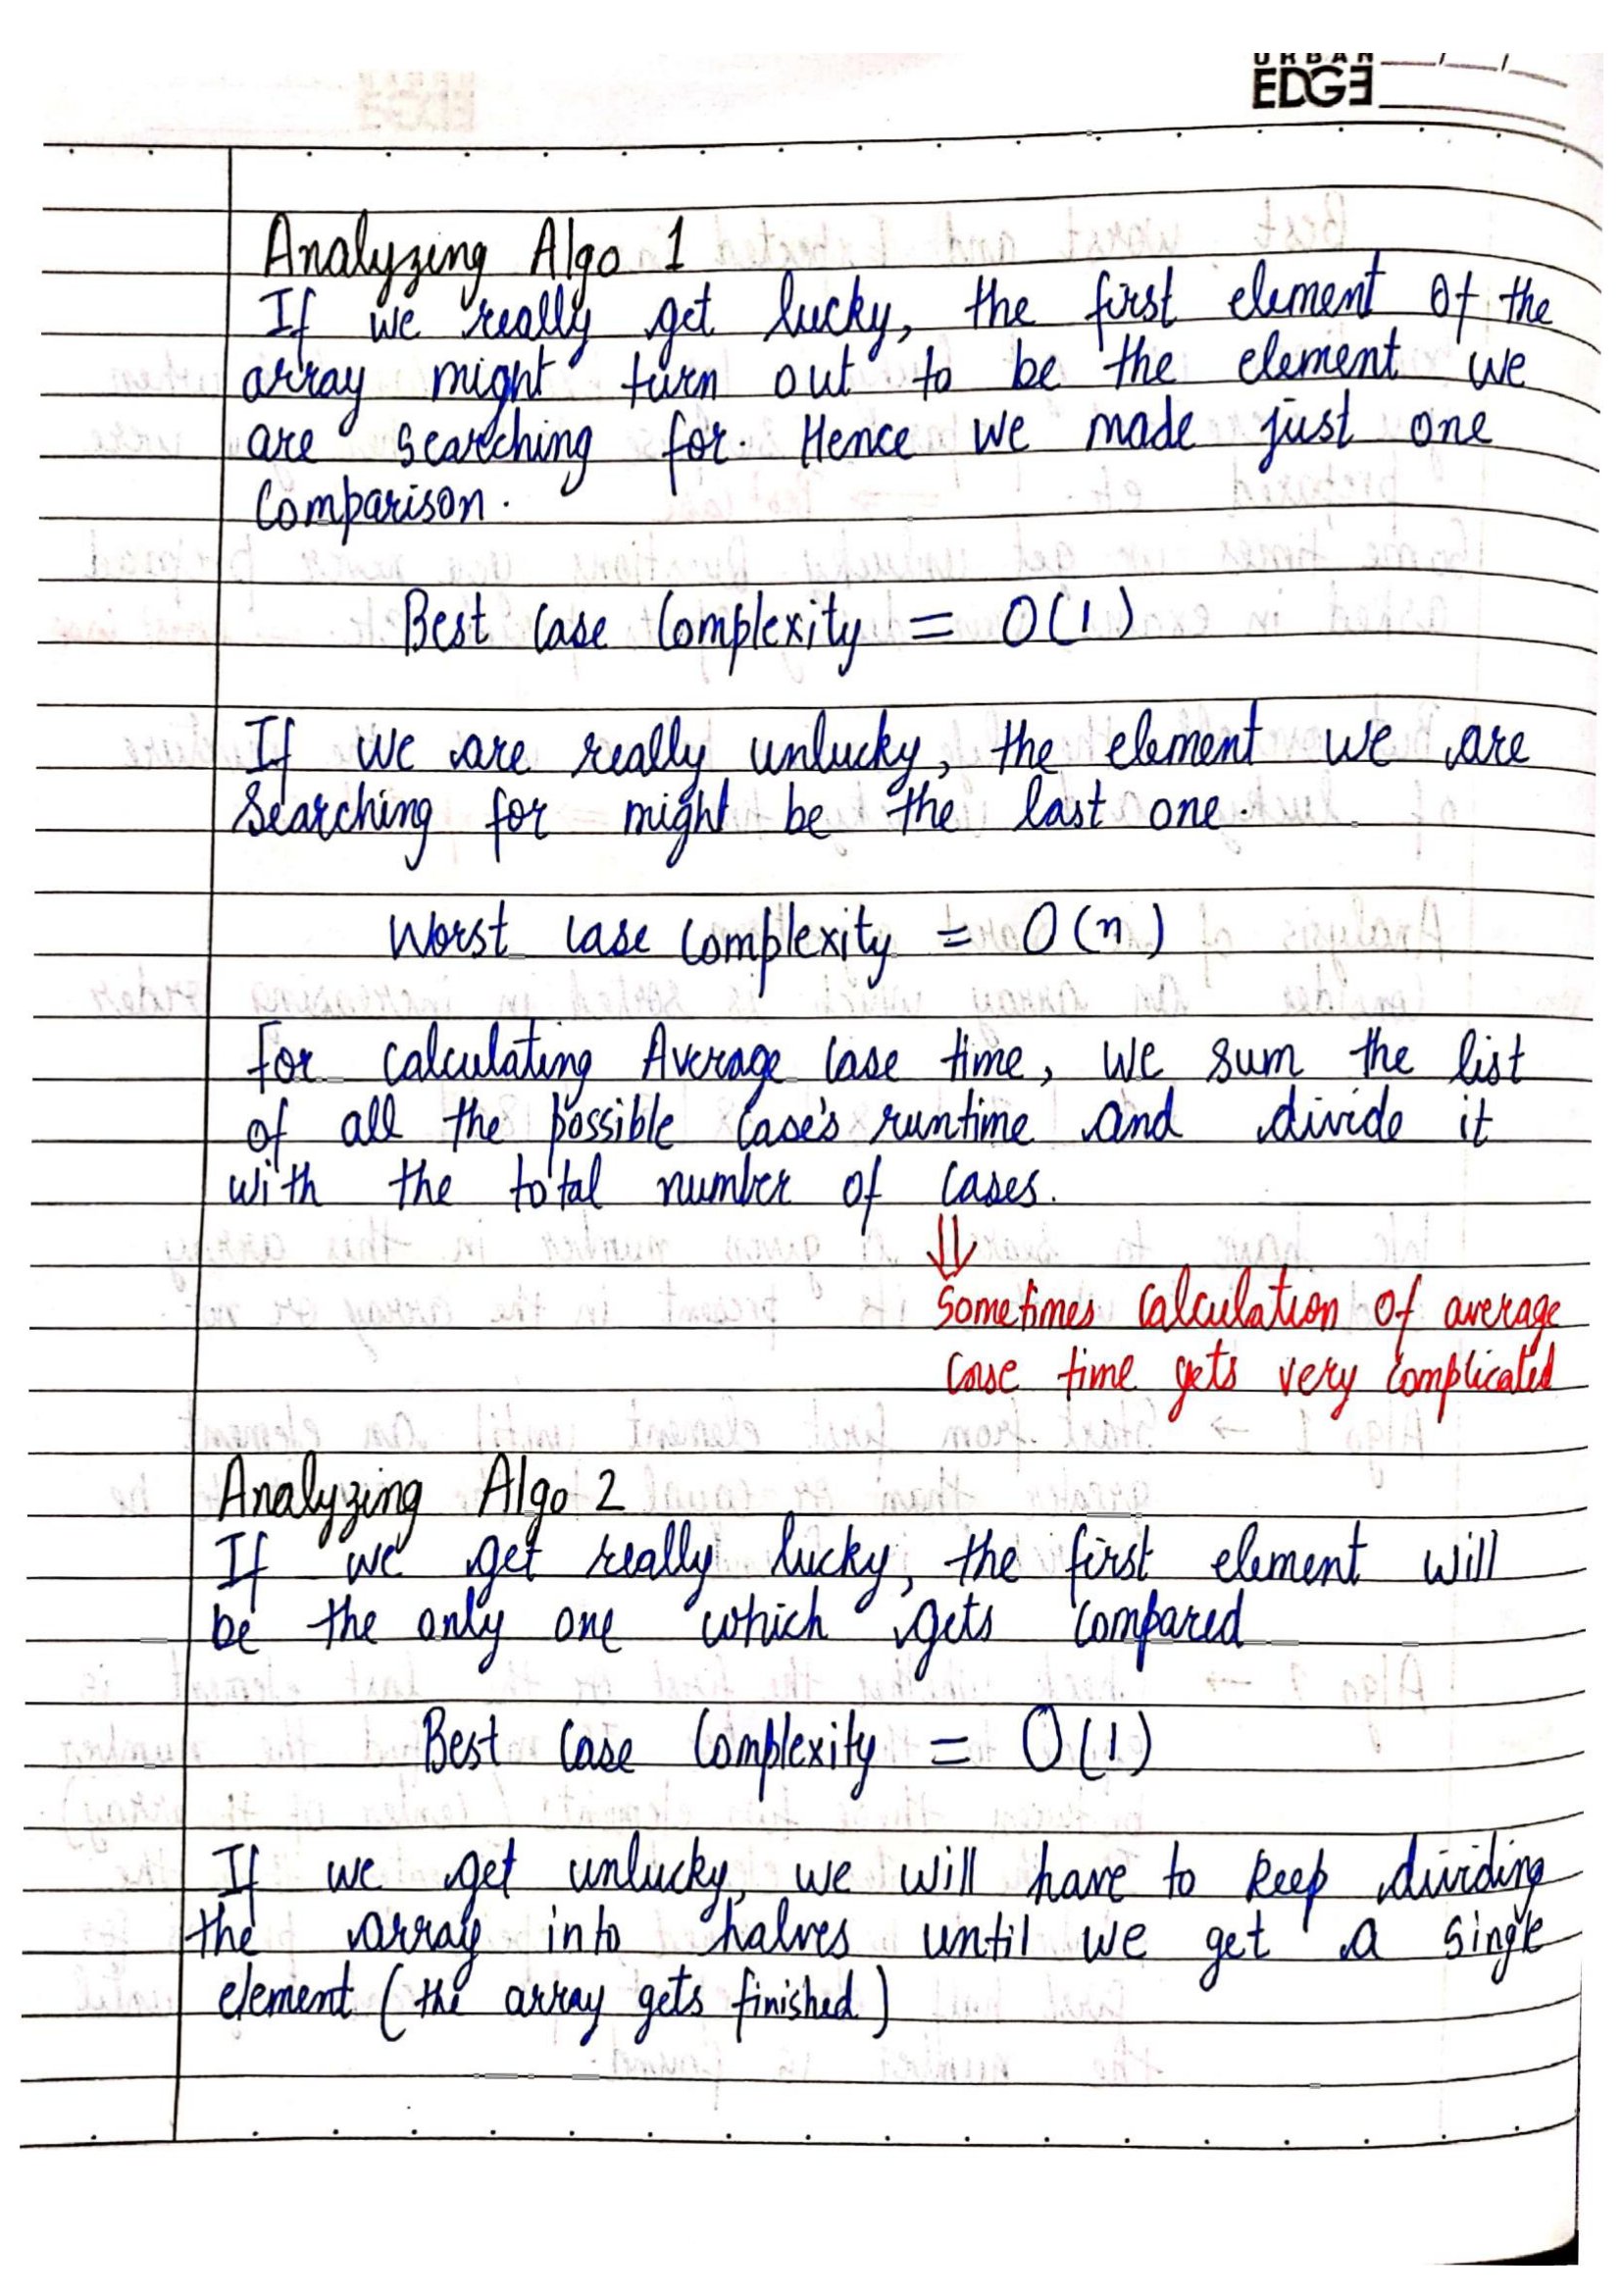 URBAN
EDGE
Analyzing Algo 1
If we really get lucky, the first element of the
array might turn out to be the element we
are searching for. Hence we made just one
Comparison.
Best Case Complexity = O(1)
If we are really unlucky, the element we are
Searching for might be the last one.
Worst case complexity = O(n)
For calculating Average case time, we sum the list
of all the possible case's runtime and divide it
with the total number of cases.
⇓
Sometimes calculation of average
case time gets very complicated
Analyzing Algo 2
If we get really lucky, the first element will
be the only one which gets compared
Best Case Complexity = O(1)
If we get unlucky, we will have to keep dividing
the array into halves until we get a single
element (the array gets finished)